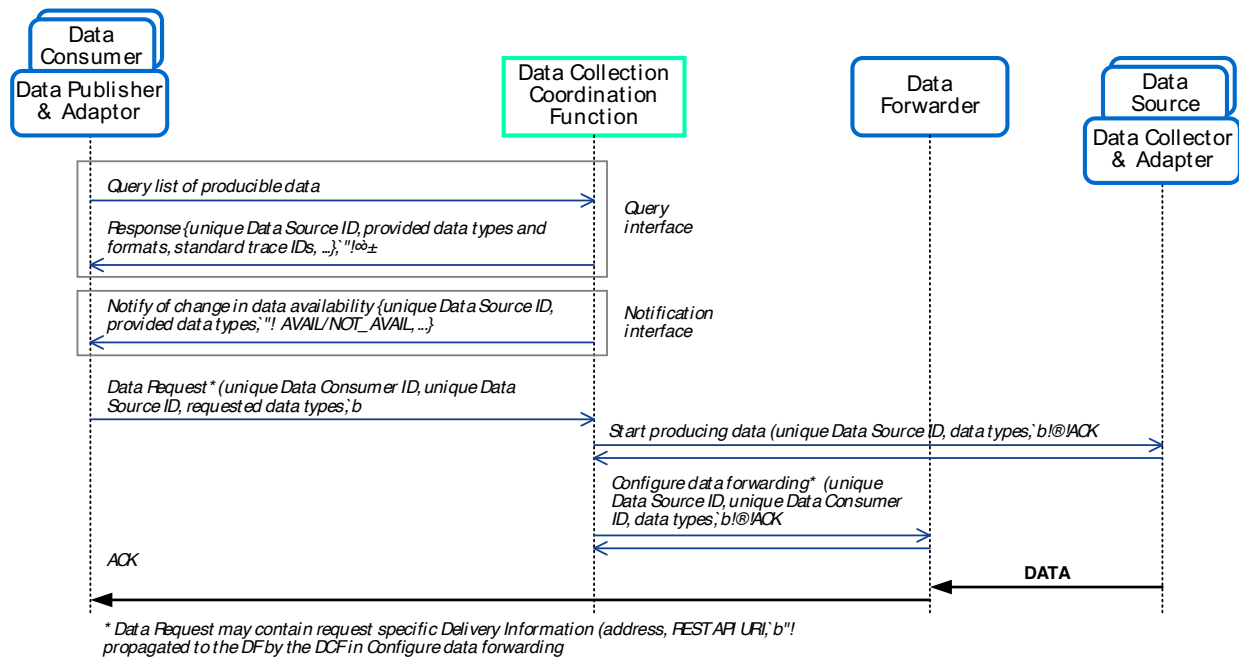 Data
Consumer
Data Publisher
& Adaptor
Data Collection
Coordination
Function
Data
Forwarder
Data
Source
Data Collector
& Adapter
Query list of producible data
Response {unique Data Source ID, provided data types and
formats, standard trace IDs, ...},`"!∞±
Query
interface
Notify of change in data availability {unique Data Source ID,
provided data types,`"! AVAIL/NOT_AVAIL, ...}
Notification
interface
Data Request* (unique Data Consumer ID, unique Data
Source ID, requested data types,`b
Start producing data (unique Data Source ID, data types,`b!®!ACK
Configure data forwarding* (unique
Data Source ID, unique Data Consumer
ID, data types,`b!®!ACK
ACK
DATA
* Data Request may contain request specific Delivery Information (address, REST API URI,`b"!
propagated to the DF by the DCF in Configure data forwarding